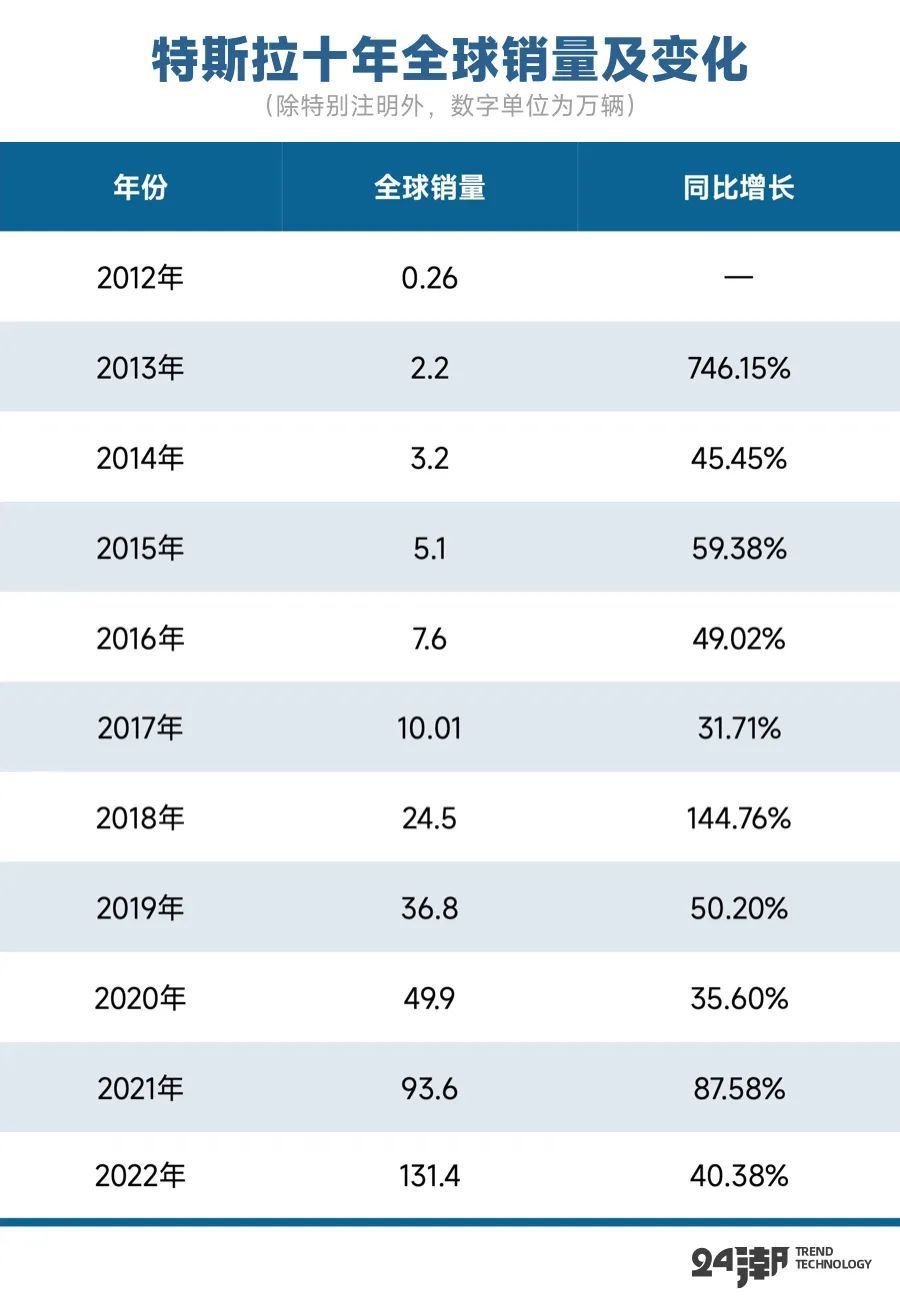 特斯拉十年全球销量及变化
（除特别注明外，数字单位为万辆）
年份 全球销量 同比增长
2012年 0.26 —
2013年 2.2 746.15%
2014年 3.2 45.45%
2015年 5.1 59.38%
2016年 7.6 49.02%
2017年 10.01 31.71%
2018年 24.5 144.76%
2019年 36.8 50.20%
2020年 49.9 35.60%
2021年 93.6 87.58%
2022年 131.4 40.38%
24潮 TREND
TECHNOLOGY